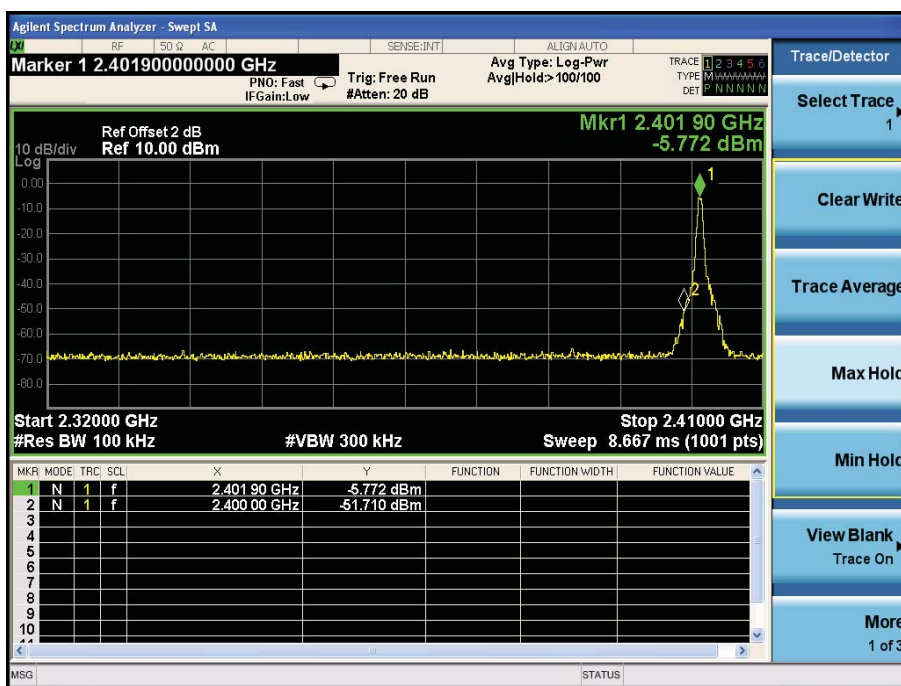 Agilent Spectrum Analyzer - Swept SA
LXI RF 50 Ω AC SENSE:INT ALIGN AUTO
Marker 1 2.401900000000 GHz
PNO: Fast
IFGain:Low
Trig: Free Run
#Atten: 20 dB
Avg Type: Log-Pwr
Avg|Hold:>100/100
TRACE 1 2 3 4 5 6
TYPE M
DET P N N N N N
Ref Offset 2 dB
10 dB/div Ref 10.00 dBm
Log
Mkr1 2.401 90 GHz
-5.772 dBm
1
2
0.00
-10.0
-20.0
-30.0
-40.0
-50.0
-60.0
-70.0
-80.0
Start 2.32000 GHz Stop 2.41000 GHz
#Res BW 100 kHz #VBW 300 kHz Sweep 8.667 ms (1001 pts)
MKR MODE TRC SCL X Y FUNCTION FUNCTION WIDTH FUNCTION VALUE
1 N 1 f 2.401 90 GHz -5.772 dBm
2 N 1 f 2.400 00 GHz -51.710 dBm
3
4
5
6
7
8
9
10
MSG STATUS
Trace/Detector
Select Trace
1
Clear Write
Trace Average
Max Hold
Min Hold
View Blank
Trace On
More
1 of 3